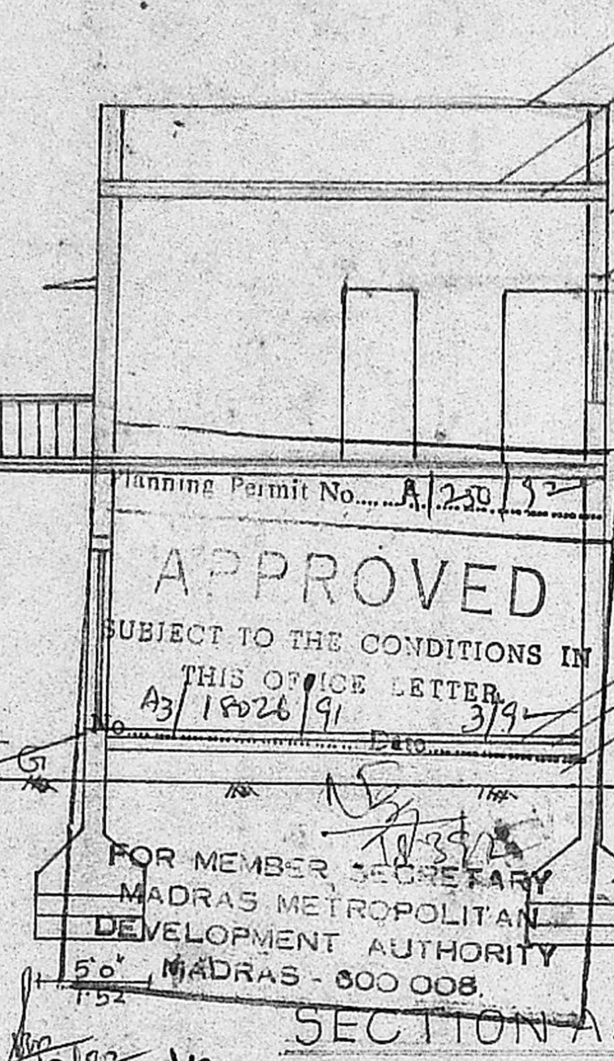 Planning Permit No.... A/230/92
APPROVED
SUBJECT TO THE CONDITIONS IN
THIS OFFICE LETTER.
A3/18026/91 3/92
No.................... Date....................
G
FOR MEMBER SECRETARY
MADRAS METROPOLITAN
DEVELOPMENT AUTHORITY
MADRAS - 600 008.
5'0"
1.52
SECTION A